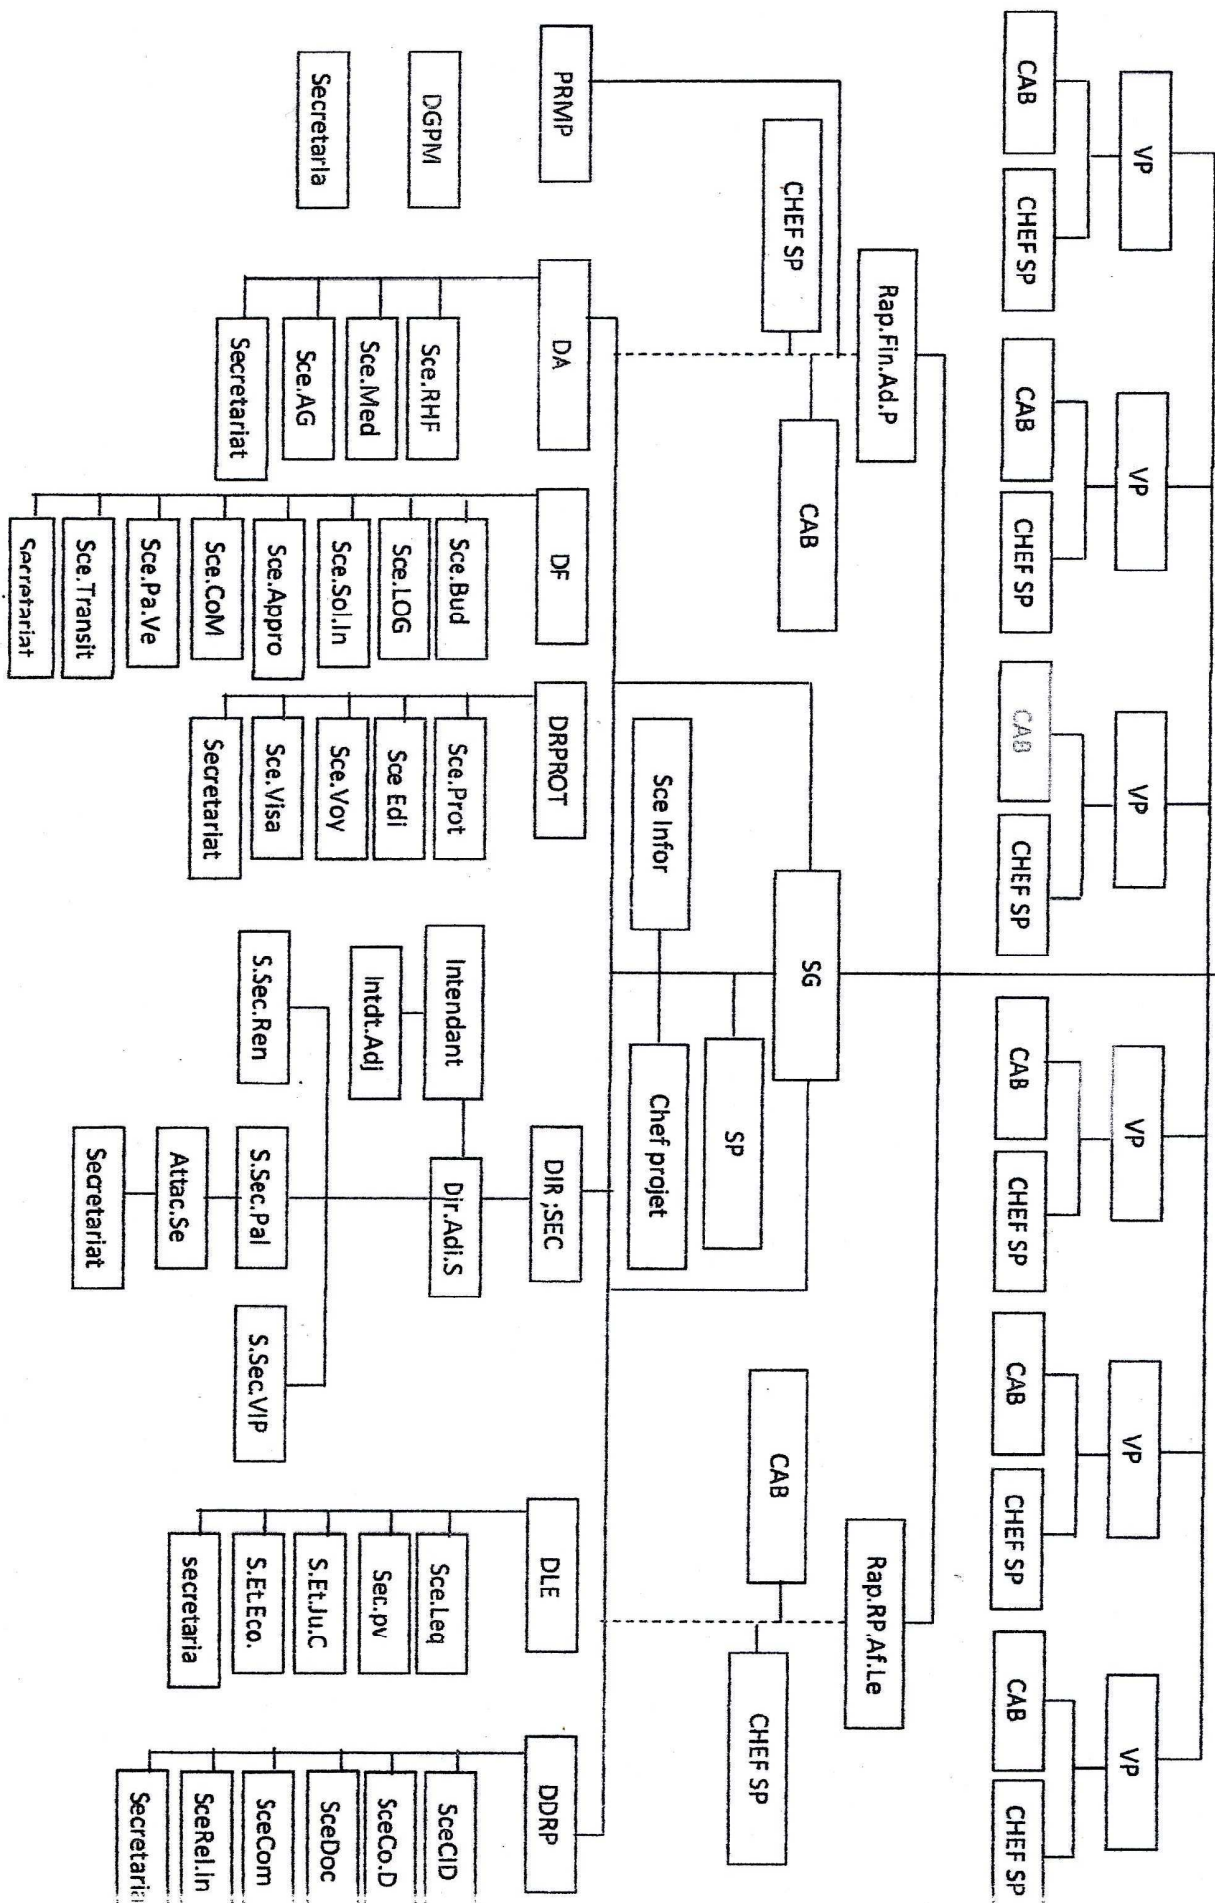 VP
VP
VP
VP
VP
VP
CAB
CHEF SP
CAB
CHEF SP
CAB
CHEF SP
CAB
CHEF SP
CAB
CHEF SP
CAB
CHEF SP
Rap.Fin.Ad.P
Rap.RP.Af.Le
CHEF SP
CAB
SG
CAB
CHEF SP
SP
Sce Infor
Chef projet
PRMP
DA
DF
DRPROT
DIR ;SEC
DLE
DDRP
DGPM
Secretaria
Sce.RHF
Sce.Med
Sce.AG
Secretariat
Sce.Bud
Sce.LOG
Sce.Sol.In
Sce.Appro
Sce.CoM
Sce.Pa.Ve
Sce.Transit
Secretariat
Sce.Prot
Sce Edi
Sce.Voy
Sce.Visa
Secretariat
Intendant
Intdt.Adj
Dir.Adi.S
S.Sec.Ren
S.Sec.Pal
S.Sec.VIP
Attac.Se
Secretariat
Sce.Leq
Sec.pv
S.Et.Ju.C
S.Et.Eco.
secretaria
SceCID
SceCo.D
SceDoc
SceCom
SceRel.in
Secretaria